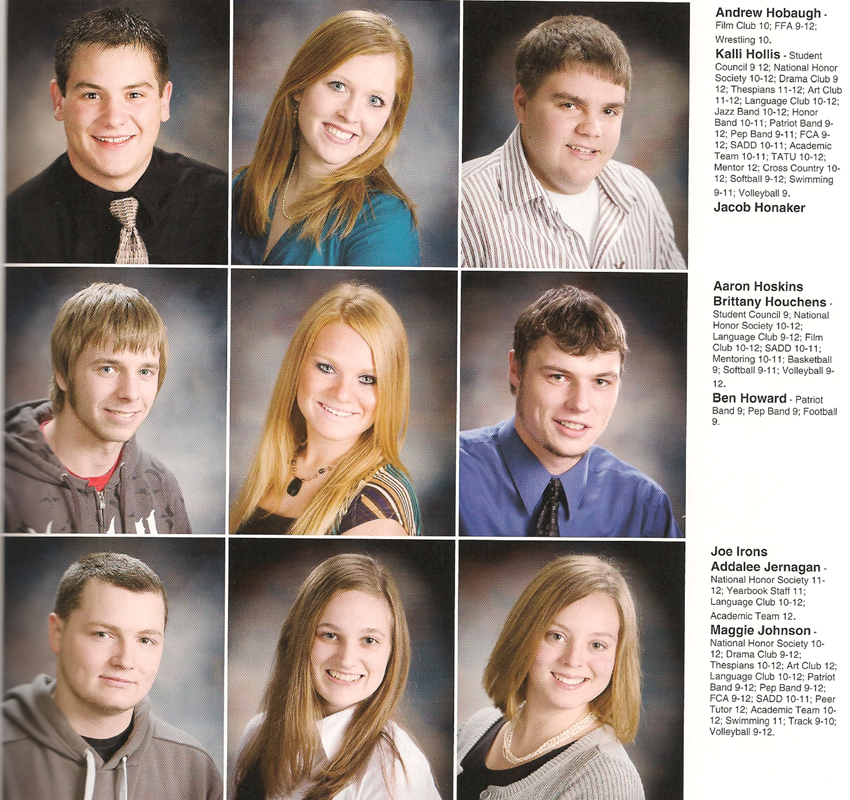 Andrew Hobaugh -
Film Club 10; FFA 9-12;
Wrestling 10.
Kalli Hollis - Student
Council 9 12; National Honor
Society 10-12; Drama Club 9
12; Thespians 11-12; Art Club
11-12; Language Club 10-12;
Jazz Band 10-12; Honor
Band 10-11; Patriot Band 9-
12; Pep Band 9-11; FCA 9-
12; SADD 10-11; Academic
Team 10-11; TATU 10-12;
Mentor 12; Cross Country 10-
12; Softball 9-12; Swimming
9-11; Volleyball 9.
Jacob Honaker
Aaron Hoskins
Brittany Houchens -
Student Council 9; National
Honor Society 10-12;
Language Club 9-12; Film
Club 10-12; SADD 10-11;
Mentoring 10-11; Basketball
9; Softball 9-11; Volleyball 9-
12.
Ben Howard - Patriot
Band 9; Pep Band 9; Football
9.
Joe Irons
Addalee Jernagan -
National Honor Society 11-
12; Yearbook Staff 11;
Language Club 10-12;
Academic Team 12.
Maggie Johnson -
National Honor Society 10-
12; Drama Club 9-12;
Thespians 10-12; Art Club 12;
Language Club 10-12; Patriot
Band 9-12; Pep Band 9-12;
FCA 9-12; SADD 10-11; Peer
Tutor 12; Academic Team 10-
12; Swimming 11; Track 9-10;
Volleyball 9-12.